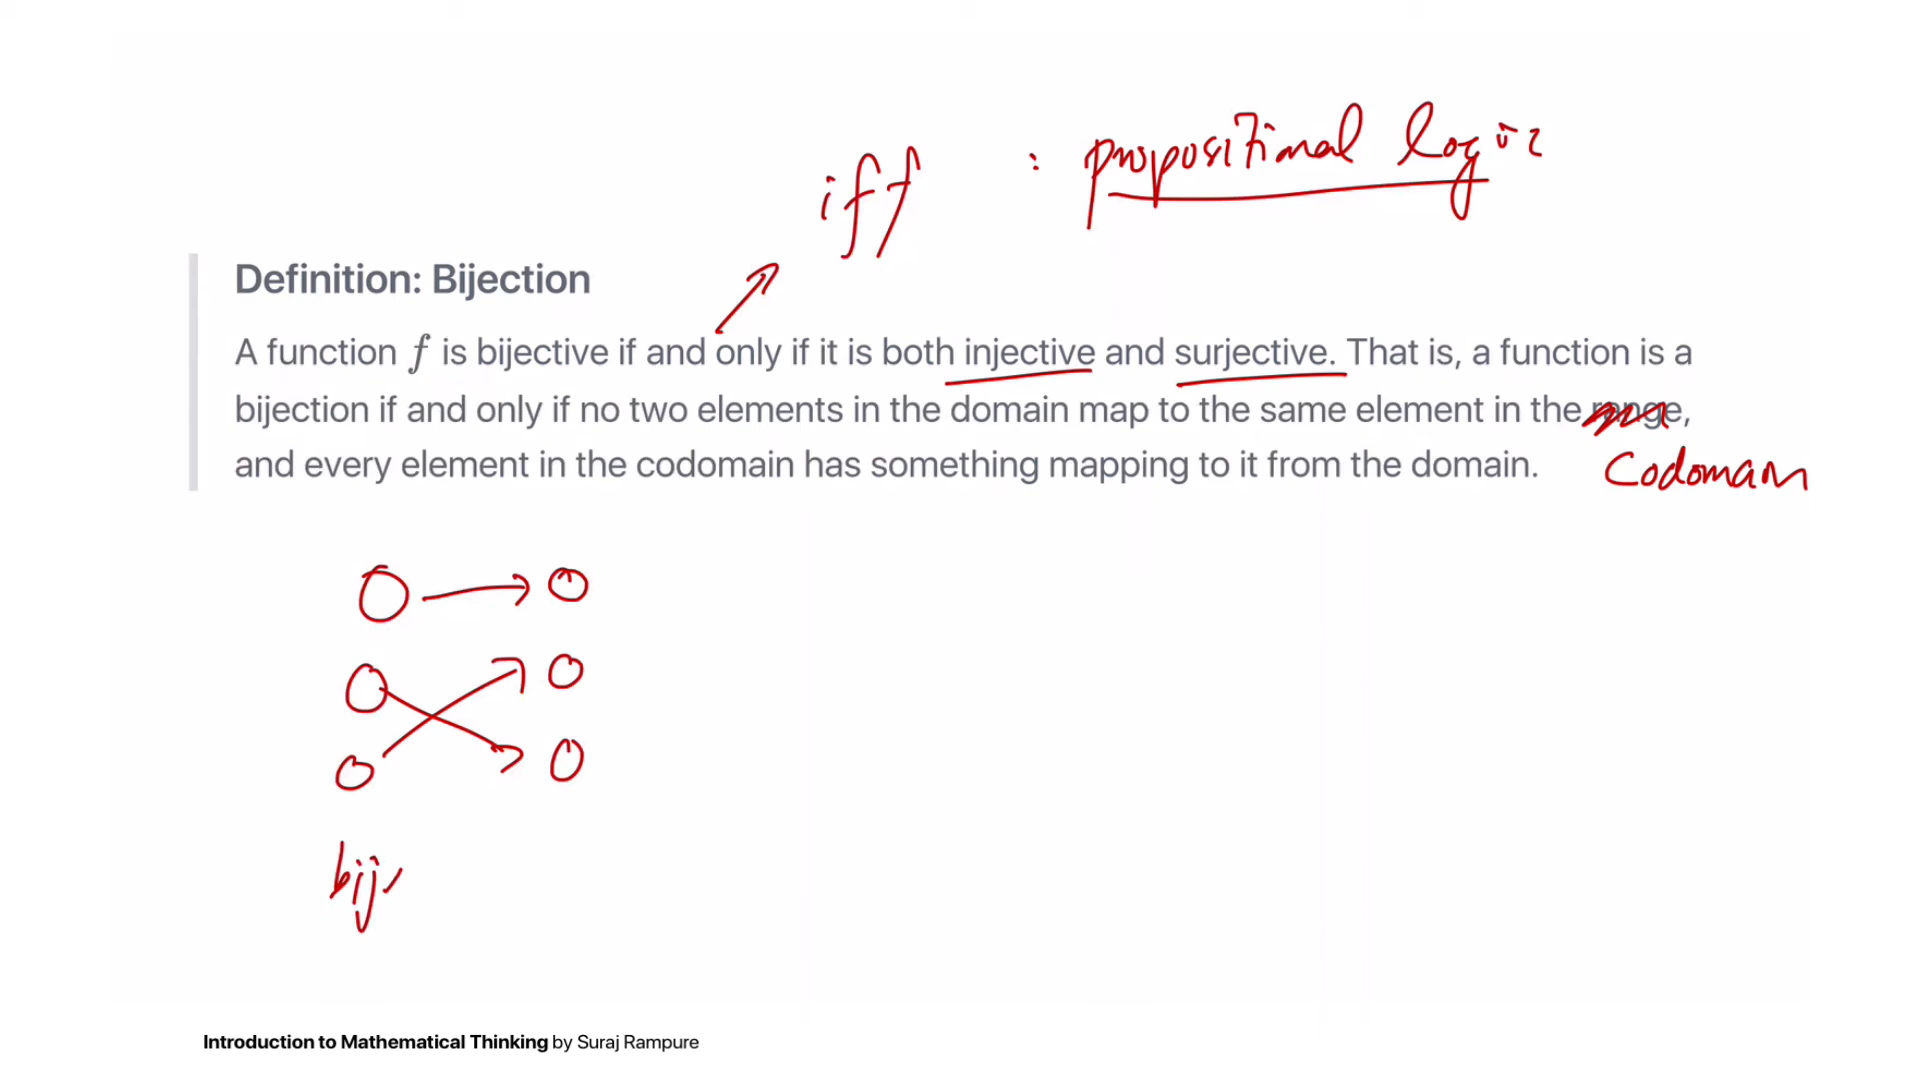 iff : propositional logic
Definition: Bijection
A function f is bijective if and only if it is both injective and surjective. That is, a function is a
bijection if and only if no two elements in the domain map to the same element in the range,
and every element in the codomain has something mapping to it from the domain.
Codomain
bij.
Introduction to Mathematical Thinking by Suraj Rampure